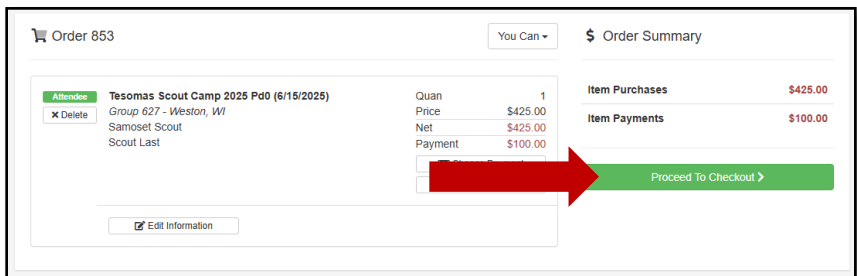 Order 853
You Can
Attendee
Delete
Tesomas Scout Camp 2025 Pd0 (6/15/2025)
Group 627 - Weston, WI
Samoset Scout
Scout Last
Quan 1
Price $425.00
Net $425.00
Payment $100.00
Edit Information
$ Order Summary
Item Purchases $425.00
Item Payments $100.00
Proceed To Checkout